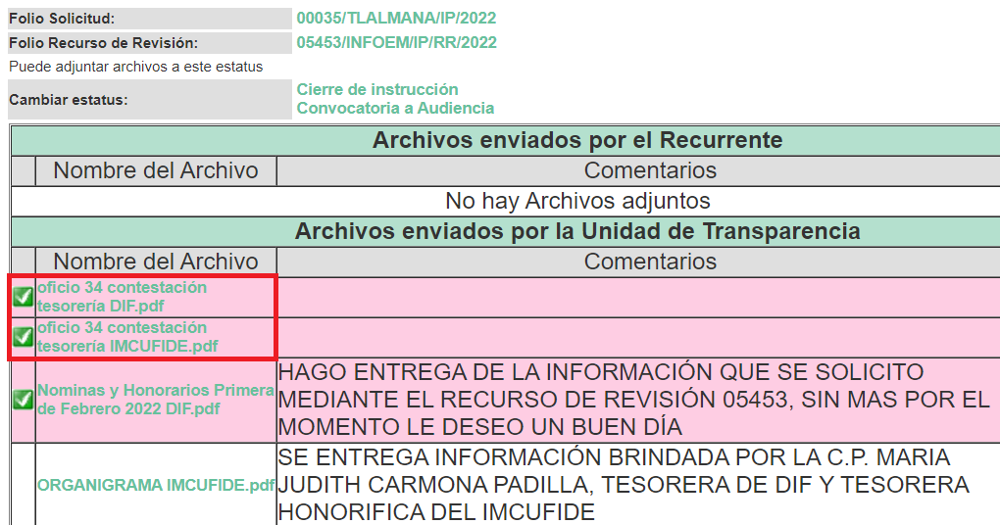 Folio Solicitud: 00035/TLALMANA/IP/2022
Folio Recurso de Revisión: 05453/INFOEM/IP/RR/2022
Puede adjuntar archivos a este estatus
Cambiar estatus: Cierre de instrucción
Convocatoria a Audiencia
Archivos enviados por el Recurrente
Nombre del Archivo Comentarios
No hay Archivos adjuntos
Archivos enviados por la Unidad de Transparencia
Nombre del Archivo Comentarios
oficio 34 contestación
tesorería DIF.pdf
oficio 34 contestación
tesorería IMCUFIDE.pdf
Nominas y Honorarios Primera
de Febrero 2022 DIF.pdf
HAGO ENTREGA DE LA INFORMACIÓN QUE SE SOLICITO
MEDIANTE EL RECURSO DE REVISIÓN 05453, SIN MAS POR EL
MOMENTO LE DESEO UN BUEN DÍA
ORGANIGRAMA IMCUFIDE.pdf
SE ENTREGA INFORMACIÓN BRINDADA POR LA C.P. MARIA
JUDITH CARMONA PADILLA, TESORERA DE DIF Y TESORERA
HONORIFICA DEL IMCUFIDE